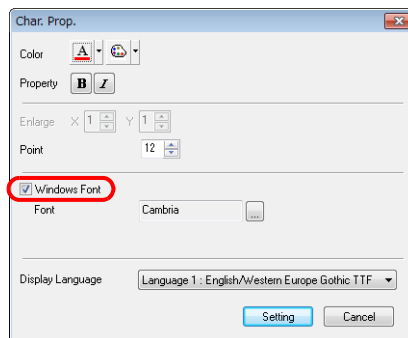 Char. Prop.
Color A
Property B I
Enlarge X 1 Y 1
Point 12
Windows Font
Font Cambria ...
Display Language Language 1 : English/Western Europe Gothic TTF
Setting Cancel